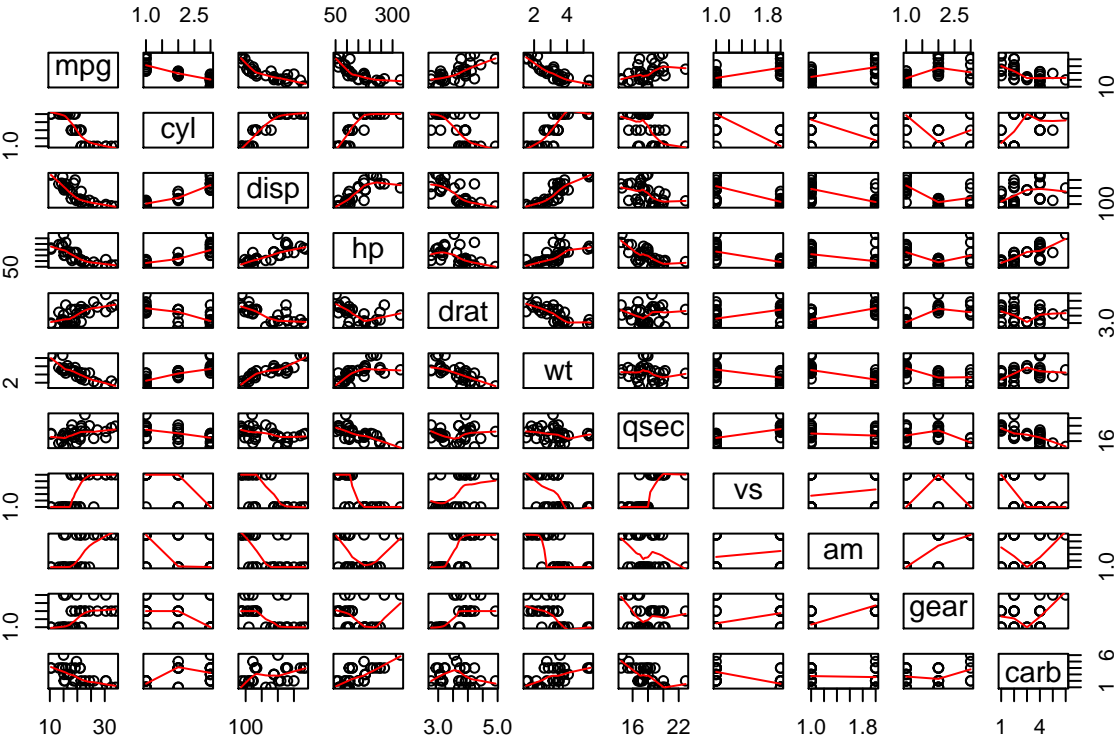 1.0 2.5 50 300 2 4 1.0 1.8 1.0 2.5
mpg 10
1.0 cyl
disp 100
50 hp
drat 3.0
2 wt
qsec 16
1.0 vs
am 1.0
1.0 gear
carb 1 6
10 30 100 3.0 5.0 16 22 1.0 1.8 1 4